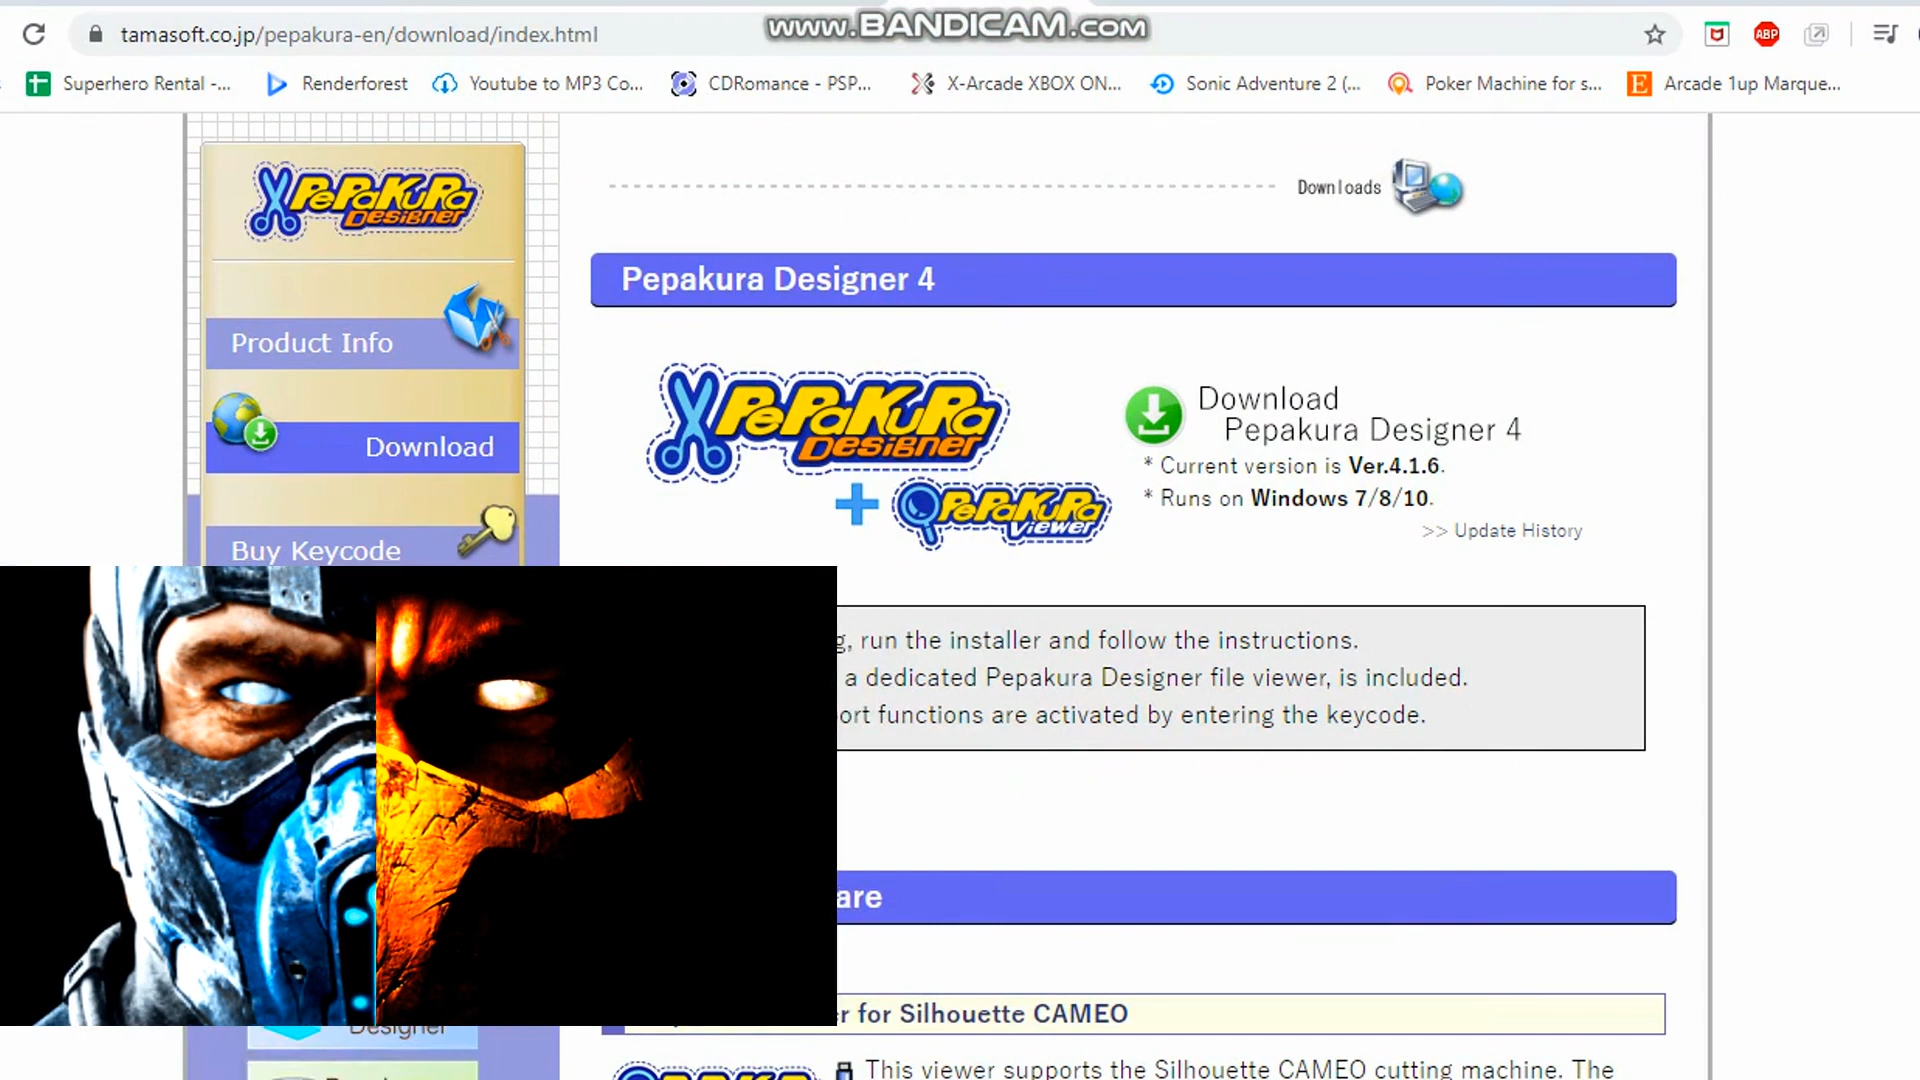 www.BANDICAM.com
tamasoft.co.jp/pepakura-en/download/index.html
ABP
Superhero Rental -... Renderforest Youtube to MP3 Co... CDRomance - PSP... X-Arcade XBOX ON... Sonic Adventure 2 (... Poker Machine for s... Arcade 1up Marque...
PePaKuRa
Designer
Product Info
Download
Buy Keycode
Designer
Downloads
Pepakura Designer 4
PePaKuRa
Designer
PePaKuRa
Viewer
Download
Pepakura Designer 4
* Current version is Ver.4.1.6.
* Runs on Windows 7/8/10.
>> Update History
g, run the installer and follow the instructions.
a dedicated Pepakura Designer file viewer, is included.
ort functions are activated by entering the keycode.
are
r for Silhouette CAMEO
This viewer supports the Silhouette CAMEO cutting machine. The